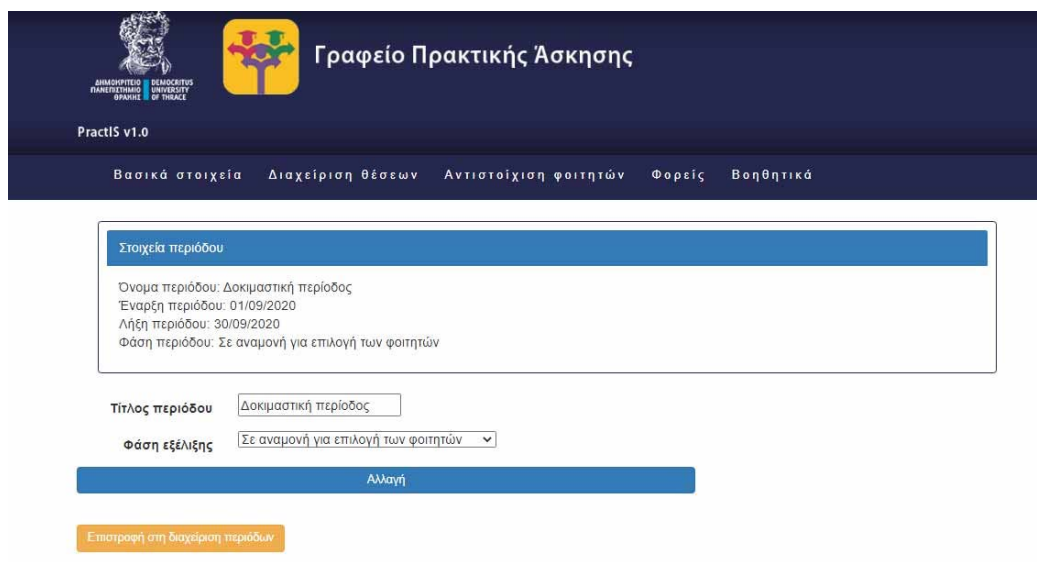 ΔΗΜΟΚΡΙΤΕΙΟ
ΠΑΝΕΠΙΣΤΗΜΙΟ
ΘΡΑΚΗΣ
DEMOCRITUS
UNIVERSITY
OF THRACE
Γραφείο Πρακτικής Άσκησης
PractIS v1.0
Βασικά στοιχεία Διαχείριση θέσεων Αντιστοίχιση φοιτητών Φορείς Βοηθητικά
Στοιχεία περιόδου
Όνομα περιόδου: Δοκιμαστική περίοδος
Έναρξη περιόδου: 01/09/2020
Λήξη περιόδου: 30/09/2020
Φάση περιόδου: Σε αναμονή για επιλογή των φοιτητών
Τίτλος περιόδου Δοκιμαστική περίοδος
Φάση εξέλιξης Σε αναμονή για επιλογή των φοιτητών
Αλλαγή
Επιστροφή στη διαχείριση περιόδων